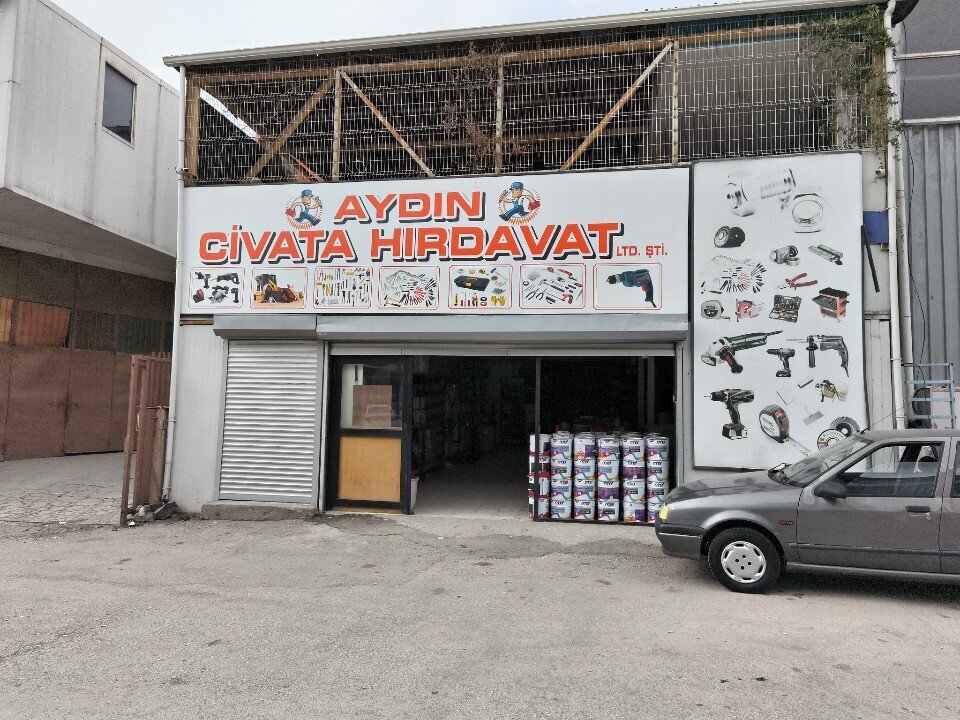 AYDIN
CİVATA HIRDAVAT LTD. ŞTİ.